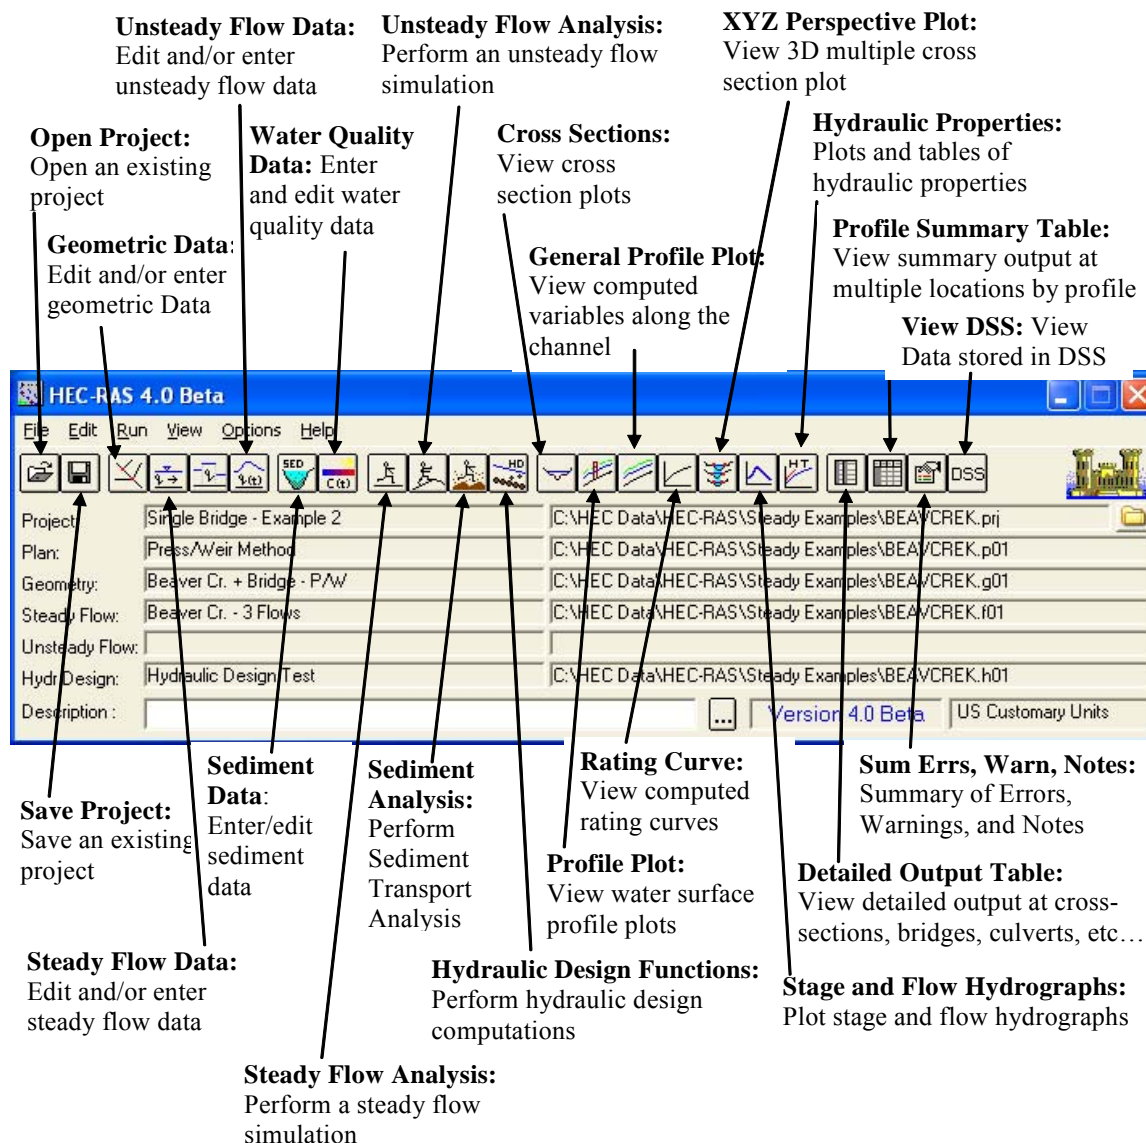 Unsteady Flow Data:
Edit and/or enter
unsteady flow data
Unsteady Flow Analysis:
Perform an unsteady flow
simulation
XYZ Perspective Plot:
View 3D multiple cross
section plot
Open Project:
Open an existing
project
Water Quality
Data: Enter
and edit water
quality data
Cross Sections:
View cross
section plots
Hydraulic Properties:
Plots and tables of
hydraulic properties
Geometric Data:
Edit and/or enter
geometric Data
General Profile Plot:
View computed
variables along the
channel
Profile Summary Table:
View summary output at
multiple locations by profile
View DSS: View
Data stored in DSS
HEC-RAS 4.0 Beta
File Edit Run View Options Help
SED C(t) HD HT DSS
Project: Single Bridge - Example 2 C:\HEC Data\HEC-RAS\Steady Examples\BEAVCREK.prj
Plan: Press/Weir Method C:\HEC Data\HEC-RAS\Steady Examples\BEAVCREK.p01
Geometry: Beaver Cr. + Bridge - P/W C:\HEC Data\HEC-RAS\Steady Examples\BEAVCREK.g01
Steady Flow: Beaver Cr. - 3 Flows C:\HEC Data\HEC-RAS\Steady Examples\BEAVCREK.f01
Unsteady Flow:
Hydr Design: Hydraulic Design Test C:\HEC Data\HEC-RAS\Steady Examples\BEAVCREK.h01
Description : ... Version 4.0 Beta US Customary Units
Save Project:
Save an existing
project
Sediment
Data:
Enter/edit
sediment
data
Sediment
Analysis:
Perform
Sediment
Transport
Analysis
Rating Curve:
View computed
rating curves
Sum Errs, Warn, Notes:
Summary of Errors,
Warnings, and Notes
Profile Plot:
View water surface
profile plots
Detailed Output Table:
View detailed output at cross-
sections, bridges, culverts, etc…
Steady Flow Data:
Edit and/or enter
steady flow data
Hydraulic Design Functions:
Perform hydraulic design
computations
Stage and Flow Hydrographs:
Plot stage and flow hydrographs
Steady Flow Analysis:
Perform a steady flow
simulation